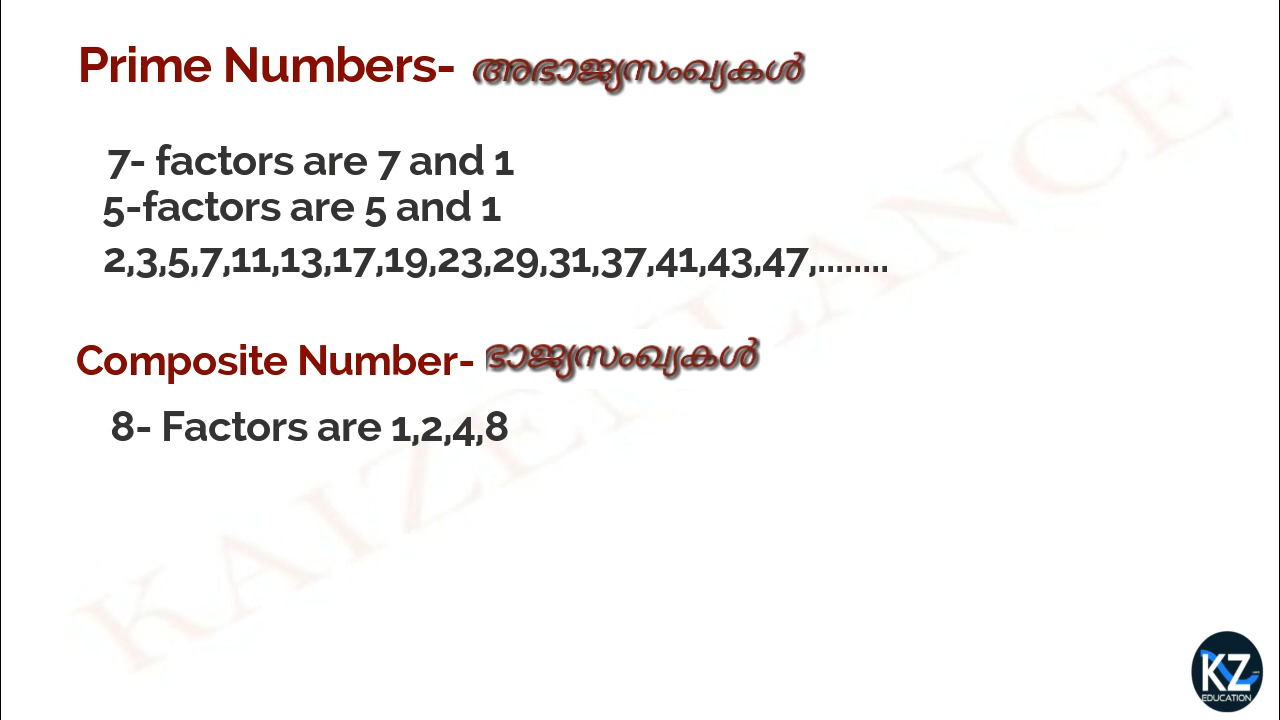 Prime Numbers- അഭാജ്യസംഖ്യകൾ
7- factors are 7 and 1
5-factors are 5 and 1
2,3,5,7,11,13,17,19,23,29,31,37,41,43,47,........
Composite Number- ഭാജ്യസംഖ്യകൾ
8- Factors are 1,2,4,8
KAIZEN LANCE
KZ
EDUCATION